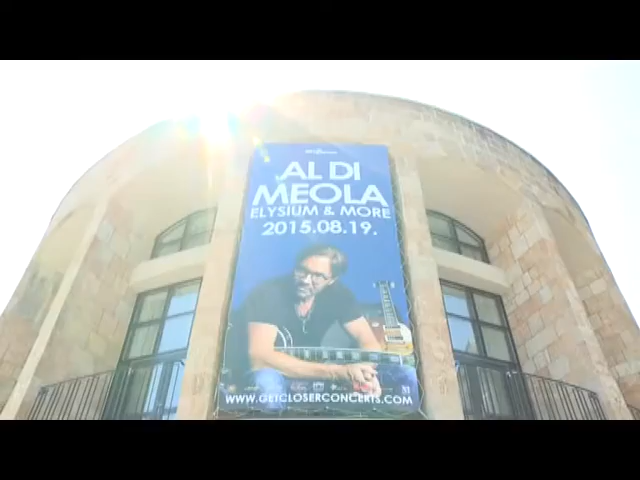 AL DI
MEOLA
ELYSIUM & MORE
2015.08.19.
WWW.GETCLOSERCONCERTS.COM